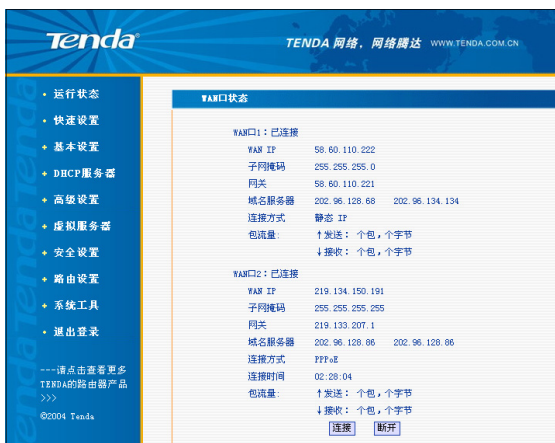 Tenda
TENDA 网络，网络腾达 WWW.TENDA.COM.CN
运行状态
快速设置
基本设置
DHCP服务器
高级设置
虚拟服务器
安全设置
路由设置
系统工具
退出登录
---请点击查看更多
TENDA的路由器产品
>>>
©2004 Tenda
WAN口状态
WAN口1：已连接
WAN IP 58.60.110.222
子网掩码 255.255.255.0
网关 58.60.110.221
域名服务器 202.96.128.68 202.96.134.134
连接方式 静态 IP
包流量： ↑发送： 个包，个字节
↓接收： 个包，个字节
WAN口2：已连接
WAN IP 219.134.150.191
子网掩码 255.255.255.255
网关 219.133.207.1
域名服务器 202.96.128.86 202.96.128.86
连接方式 PPPoE
连接时间 02:28:04
包流量： ↑发送： 个包，个字节
↓接收： 个包，个字节
连接 断开